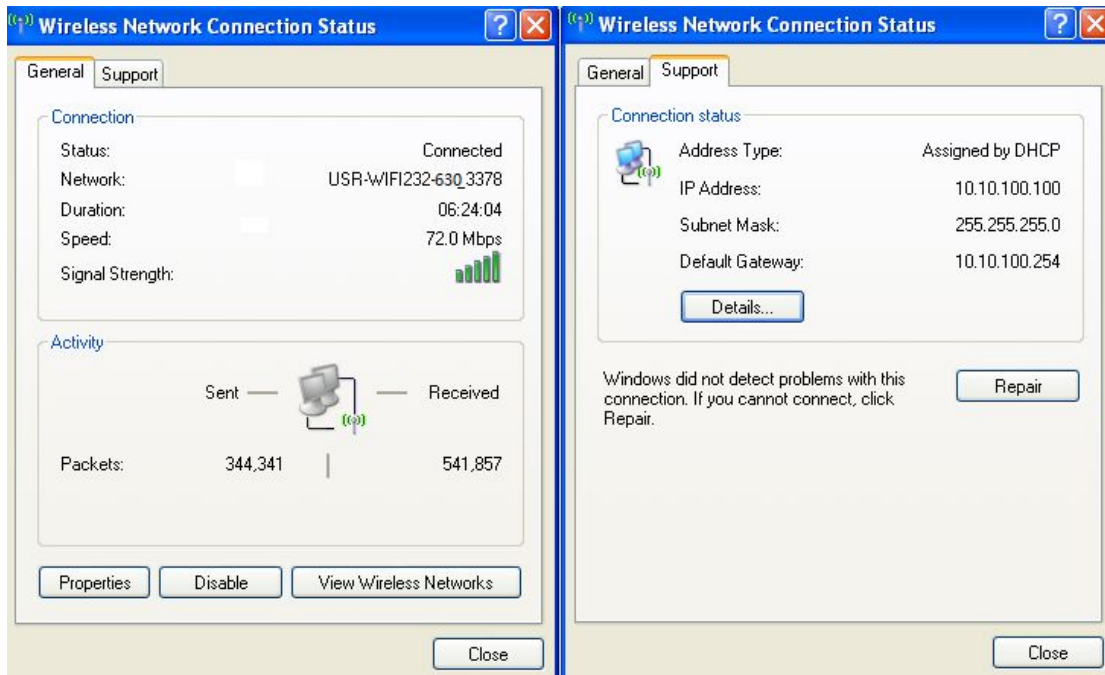 Wireless Network Connection Status
General
Support
Connection
Status: Connected
Network: USR-WIFI232-630_3378
Duration: 06:24:04
Speed: 72.0 Mbps
Signal Strength:
Activity
Sent
Received
Packets: 344,341 541,857
Properties
Disable
View Wireless Networks
Close
Wireless Network Connection Status
General
Support
Connection status
Address Type: Assigned by DHCP
IP Address: 10.10.100.100
Subnet Mask: 255.255.255.0
Default Gateway: 10.10.100.254
Details...
Windows did not detect problems with this
connection. If you cannot connect, click
Repair.
Repair
Close